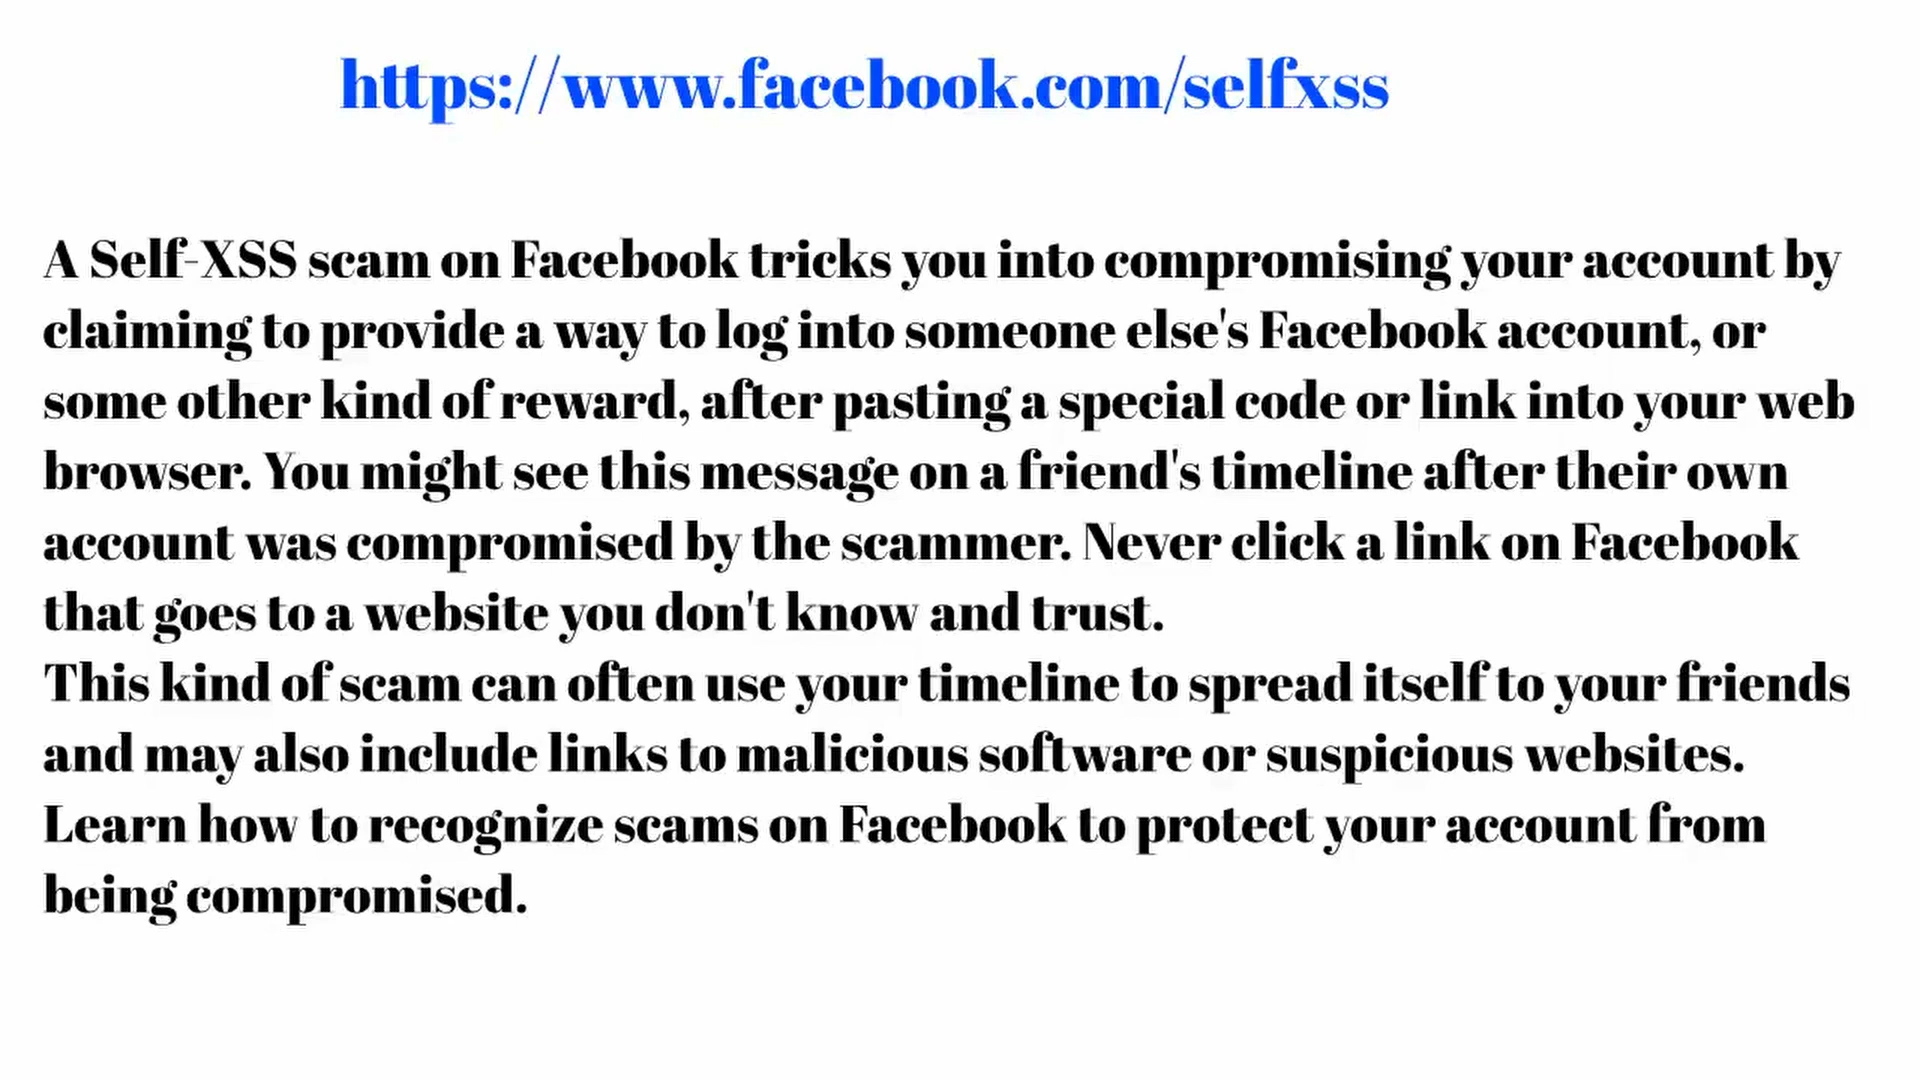 https://www.facebook.com/selfxss
A Self-XSS scam on Facebook tricks you into compromising your account by
claiming to provide a way to log into someone else's Facebook account, or
some other kind of reward, after pasting a special code or link into your web
browser. You might see this message on a friend's timeline after their own
account was compromised by the scammer. Never click a link on Facebook
that goes to a website you don't know and trust.
This kind of scam can often use your timeline to spread itself to your friends
and may also include links to malicious software or suspicious websites.
Learn how to recognize scams on Facebook to protect your account from
being compromised.